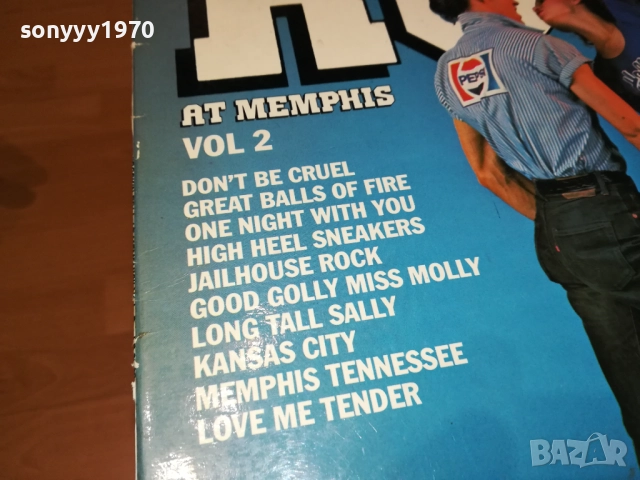 sonyyy1970
AT MEMPHIS
VOL 2
DON'T BE CRUEL
GREAT BALLS OF FIRE
ONE NIGHT WITH YOU
HIGH HEEL SNEAKERS
JAILHOUSE ROCK
GOOD GOLLY MISS MOLLY
LONG TALL SALLY
KANSAS CITY
MEMPHIS TENNESSEE
LOVE ME TENDER
PEPSI
BAZAR